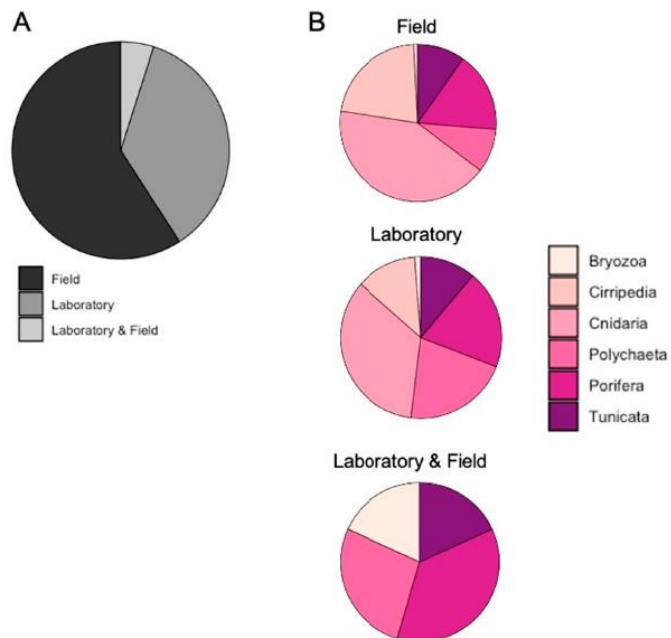 A
Field
Laboratory
Laboratory & Field
B
Field
Laboratory
Laboratory & Field
Bryozoa
Cirripedia
Cnidaria
Polychaeta
Porifera
Tunicata